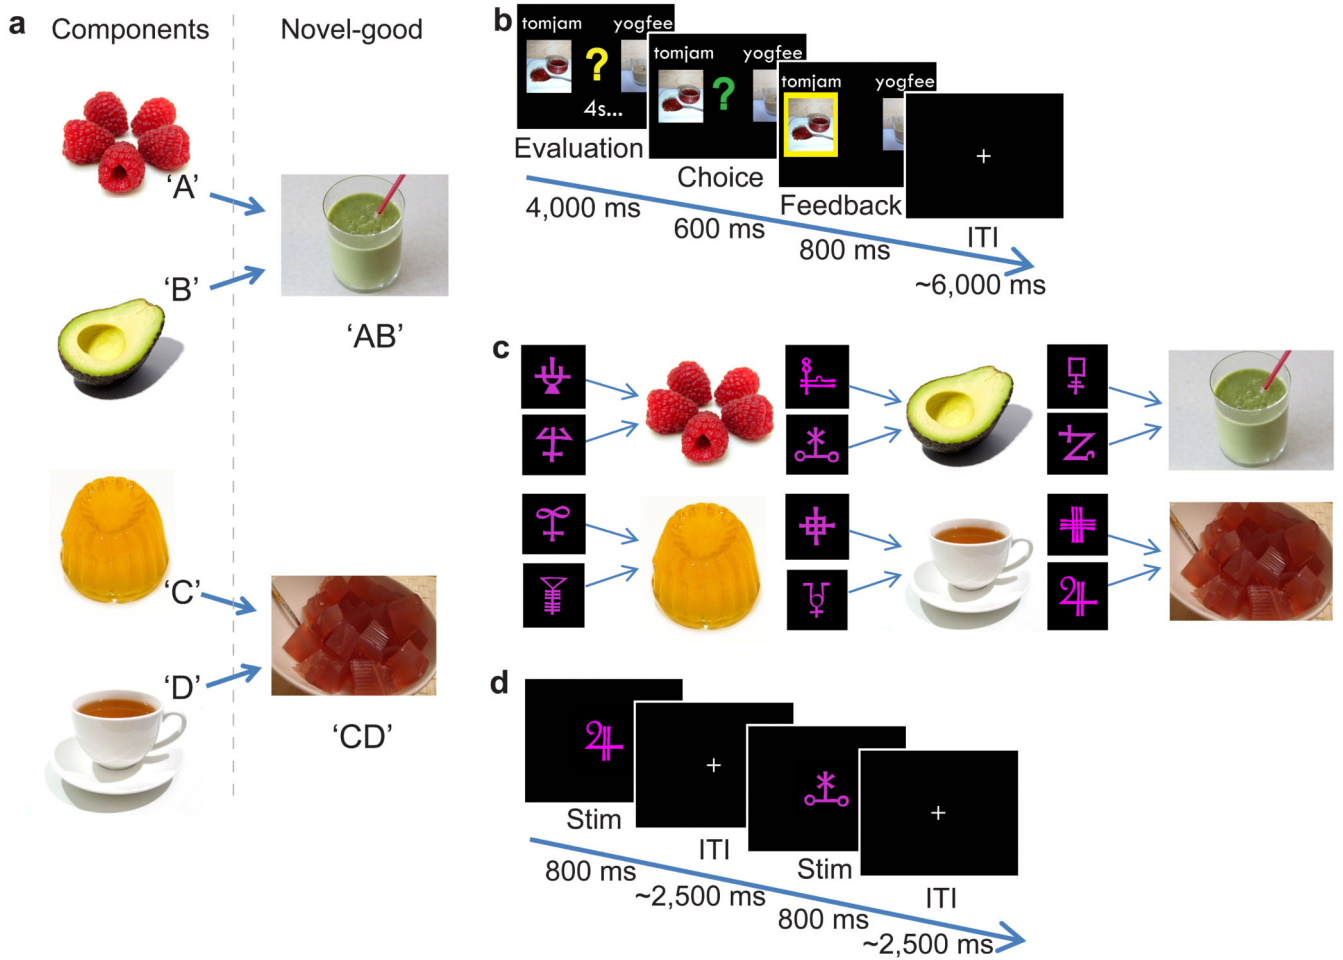 a
Components
Novel-good
‘A’
‘B’
‘AB’
‘C’
‘D’
‘CD’
b
tomjam
yogfee
?
4s...
Evaluation
4,000 ms
tomjam
yogfee
?
Choice
600 ms
tomjam
yogfee
Feedback
800 ms
+
ITI
~6,000 ms
c
d
Stim
800 ms
+
ITI
~2,500 ms
Stim
800 ms
+
ITI
~2,500 ms